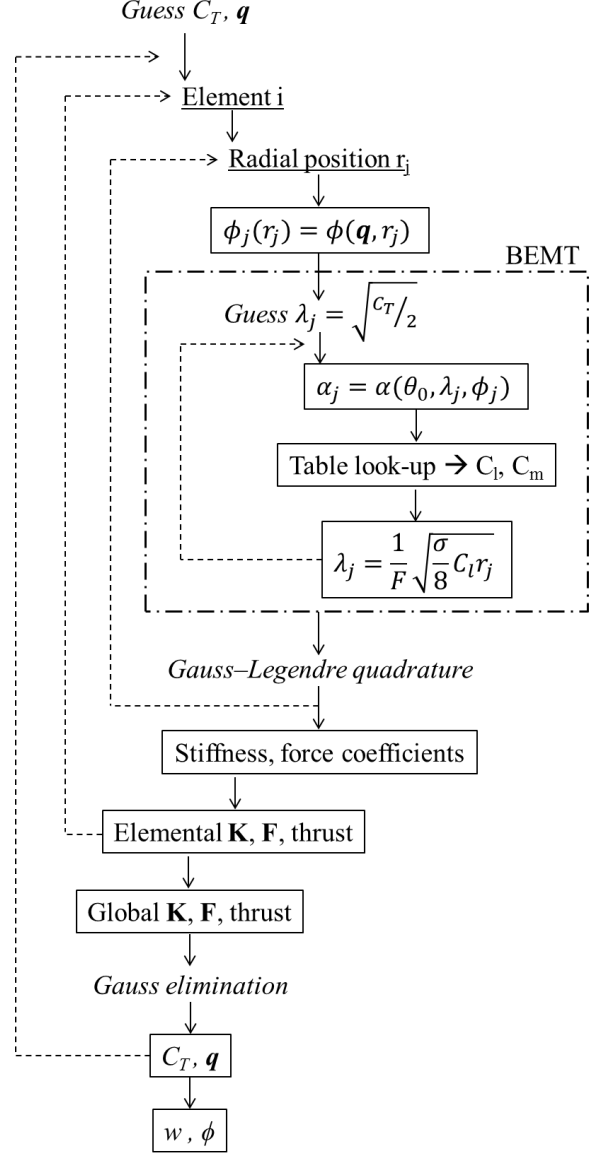 Guess C_T, q
Element i
Radial position r_j
ϕ_j(r_j) = ϕ(q, r_j)
BEMT
Guess λ_j = √(C_T/2)
α_j = α(θ_0, λ_j, ϕ_j)
Table look-up → C_l, C_m
λ_j = 1/F √(σ/8 C_l r_j)
Gauss–Legendre quadrature
Stiffness, force coefficients
Elemental K, F, thrust
Global K, F, thrust
Gauss elimination
C_T, q
w , ϕ